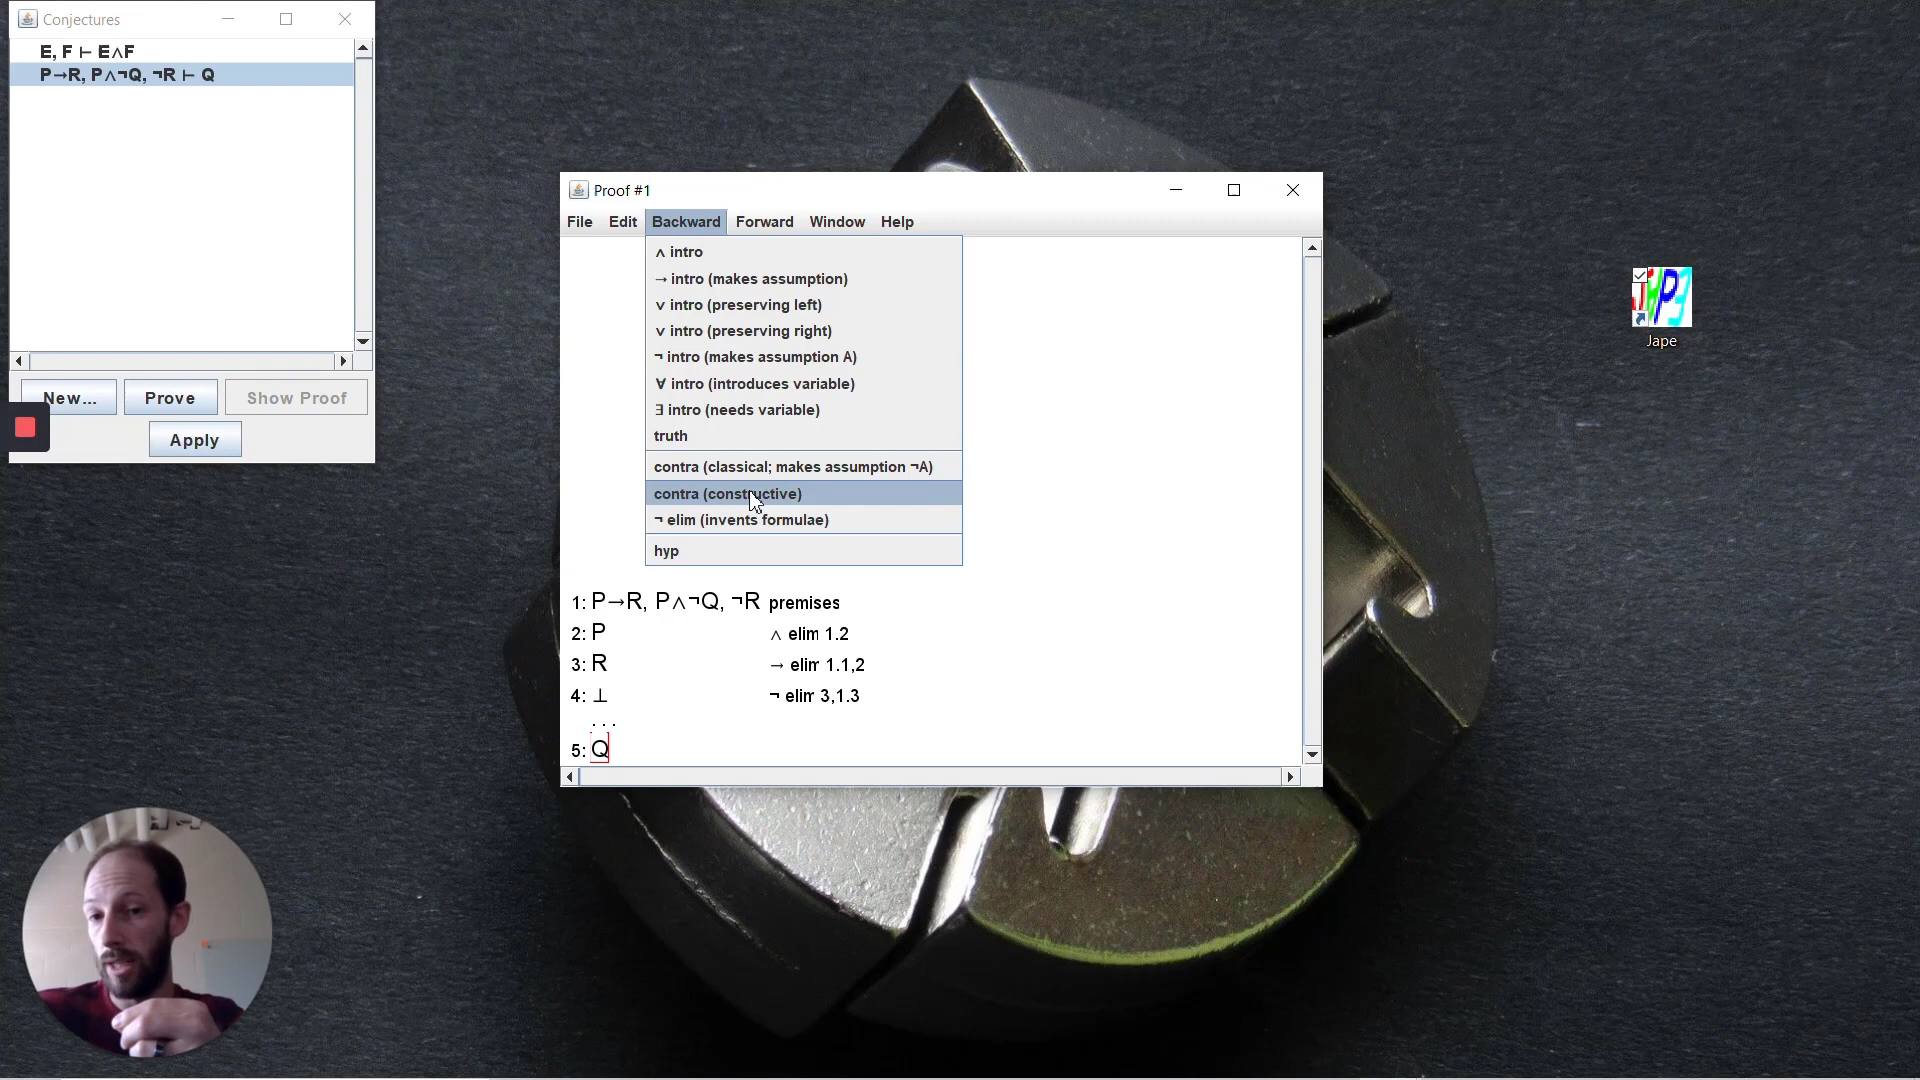 Conjectures
E, F ⊢ E∧F
P→R, P∧¬Q, ¬R ⊢ Q
New...
Prove
Show Proof
Apply
Proof #1
File Edit Backward Forward Window Help
∧ intro
→ intro (makes assumption)
∨ intro (preserving left)
∨ intro (preserving right)
¬ intro (makes assumption A)
∀ intro (introduces variable)
∃ intro (needs variable)
truth
contra (classical; makes assumption ¬A)
contra (constructive)
¬ elim (invents formulae)
hyp
1: P→R, P∧¬Q, ¬R premises
2: P ∧ elim 1.2
3: R → elim 1.1,2
4: ⊥ ¬ elim 3,1.3
...
5: Q
Jape